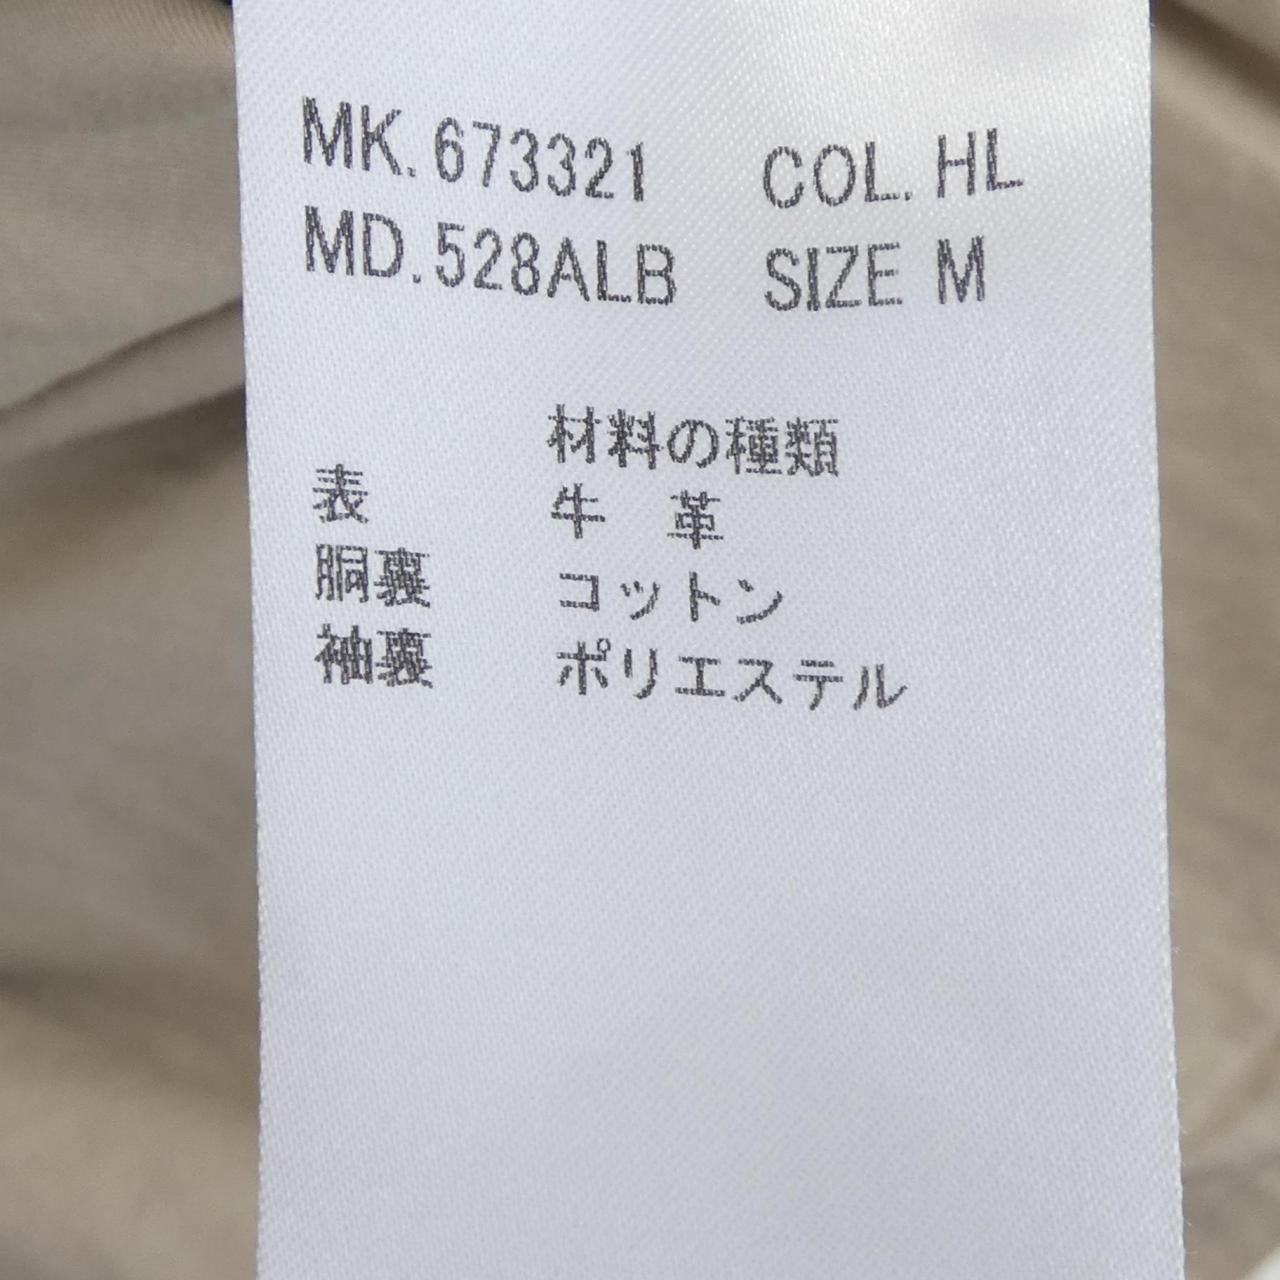 MK.673321 COL.HL
MD.528ALB SIZE M
材料の種類
表 牛 革
胴裏 コットン
袖裏 ポリエステル